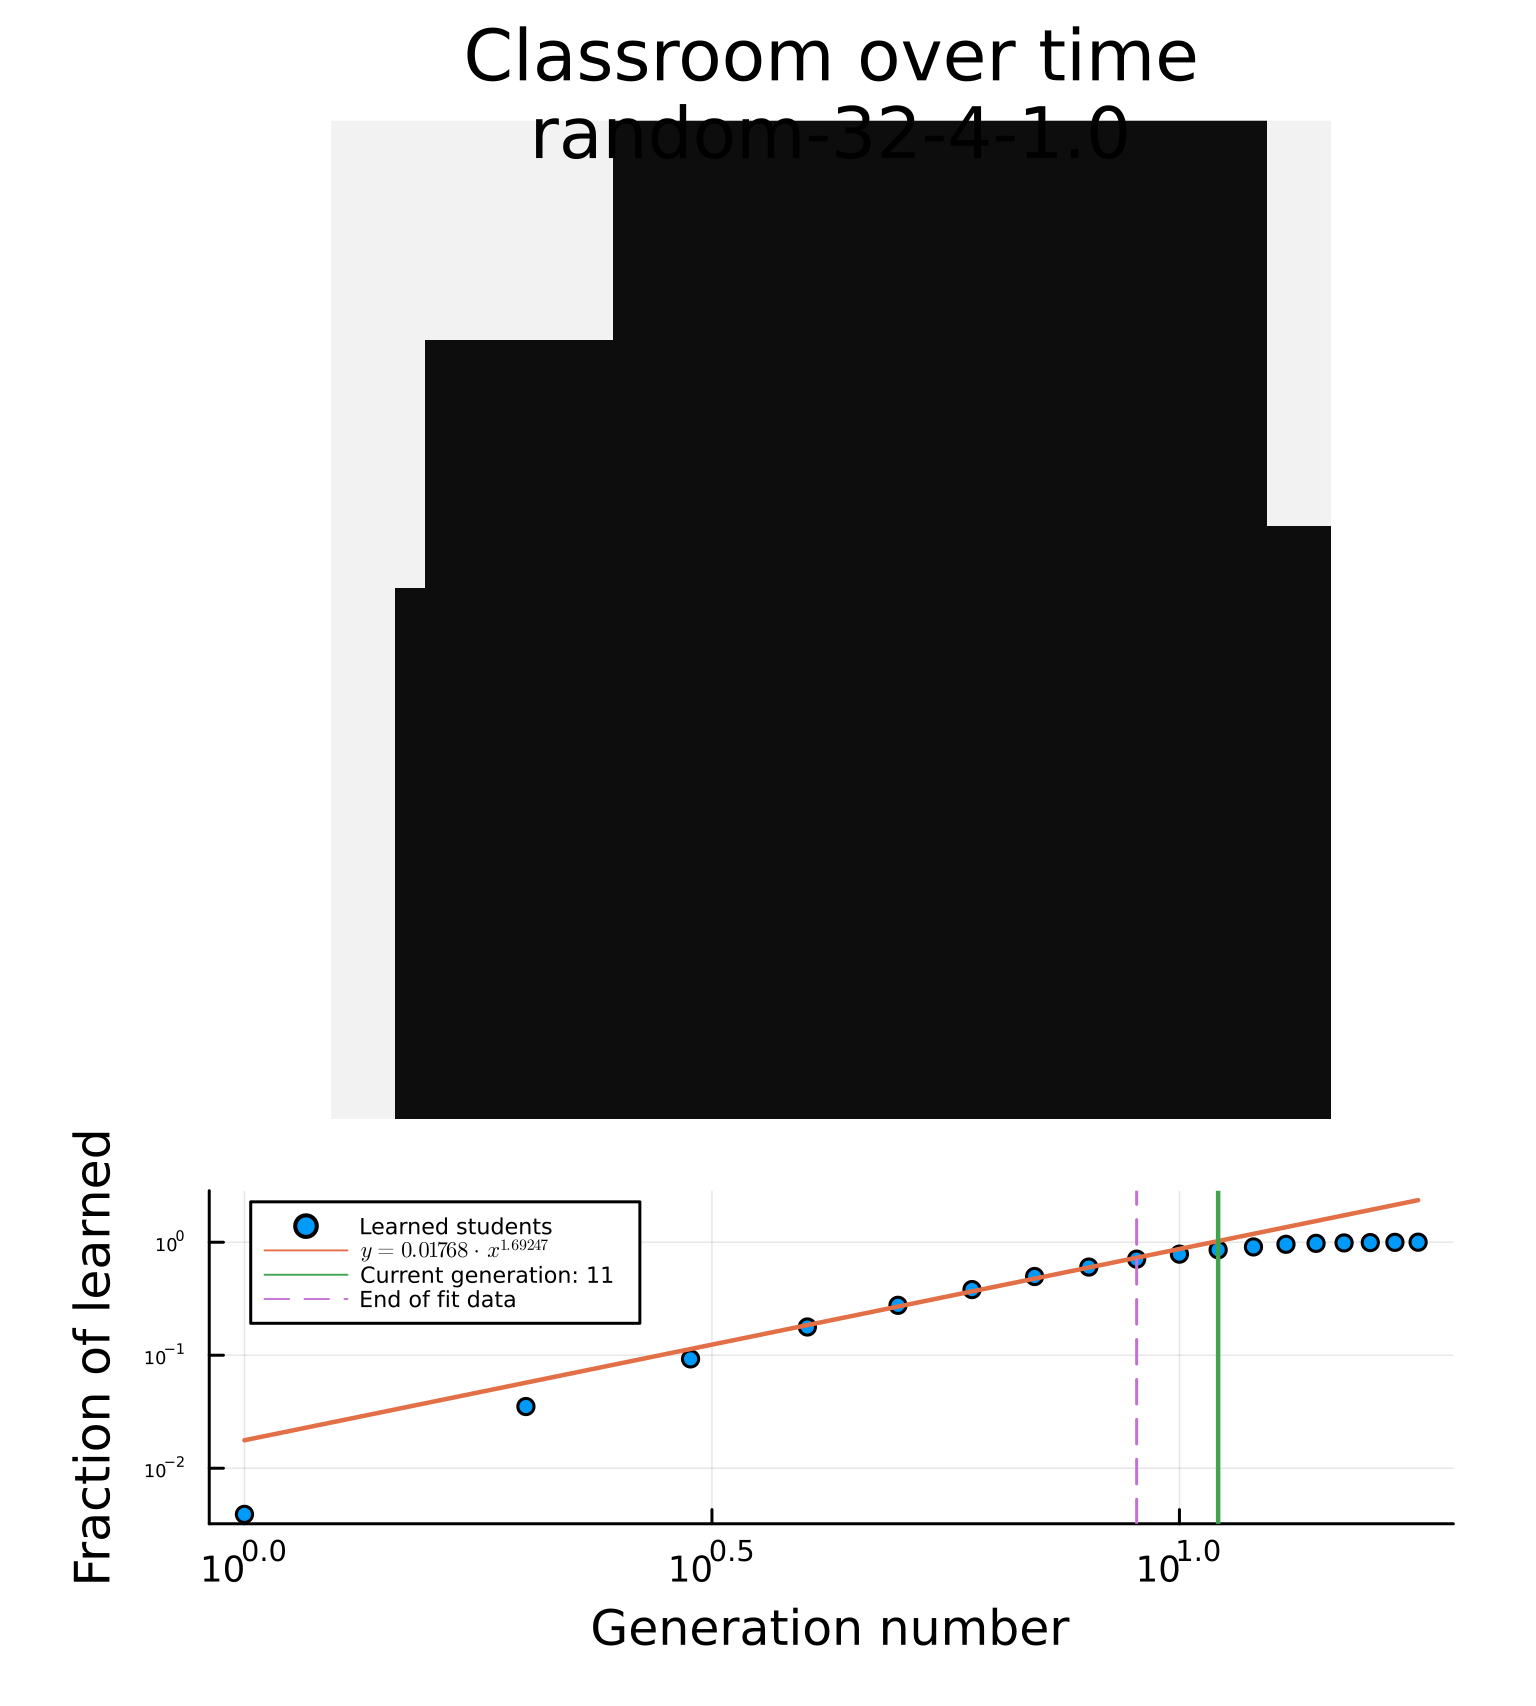 Classroom over time
random-32-4-1.0
Fraction of learned
10⁰
10⁻¹
10⁻²
Learned students
y = 0.01768 · x^1.69247
Current generation: 11
End of fit data
10^0.0
10^0.5
10^1.0
Generation number